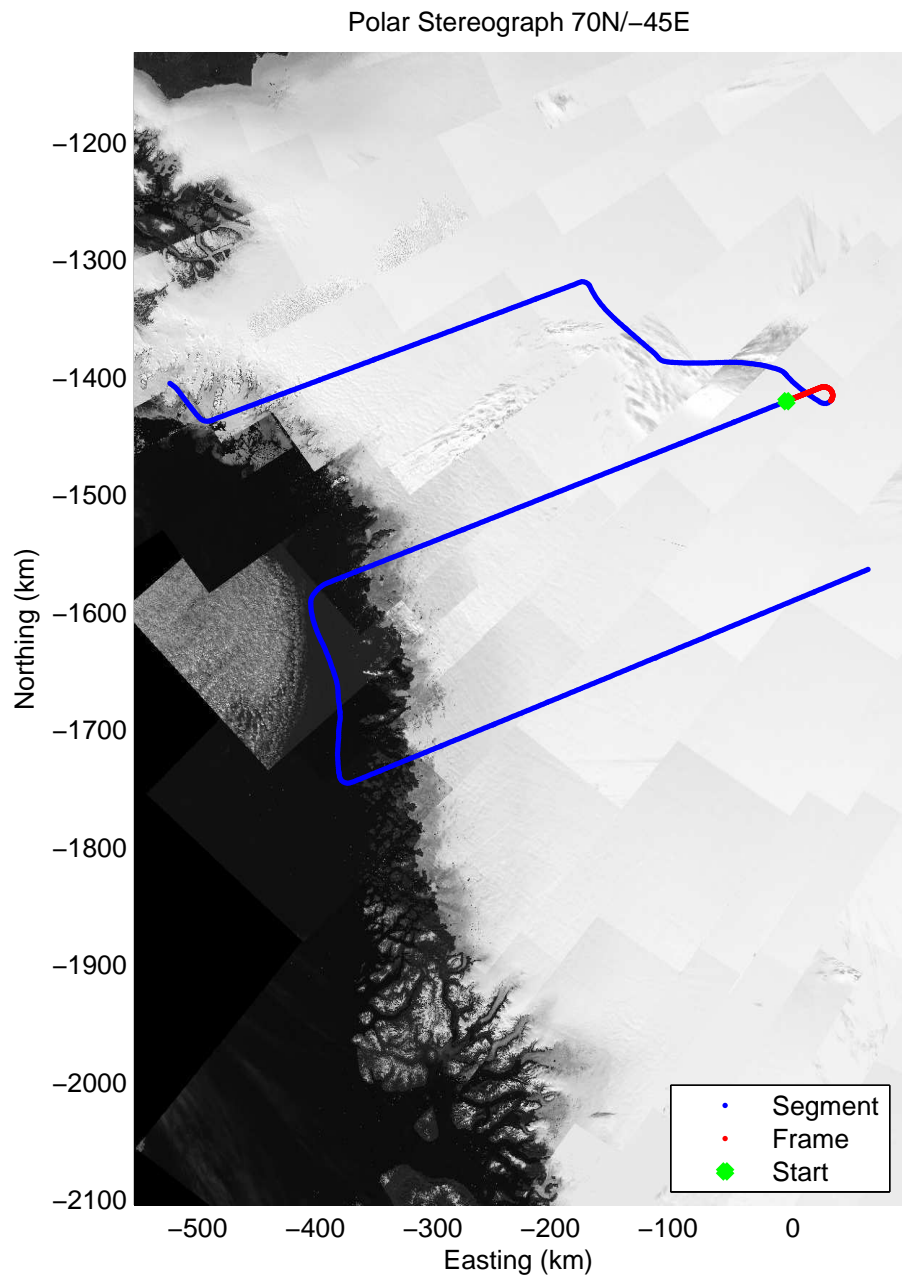 Polar Stereograph 70N/−45E
−1200
−1300
−1400
−1500
−1600
−1700
−1800
−1900
−2000
−2100
Northing (km)
−500 −400 −300 −200 −100 0
Easting (km)
Segment
Frame
Start